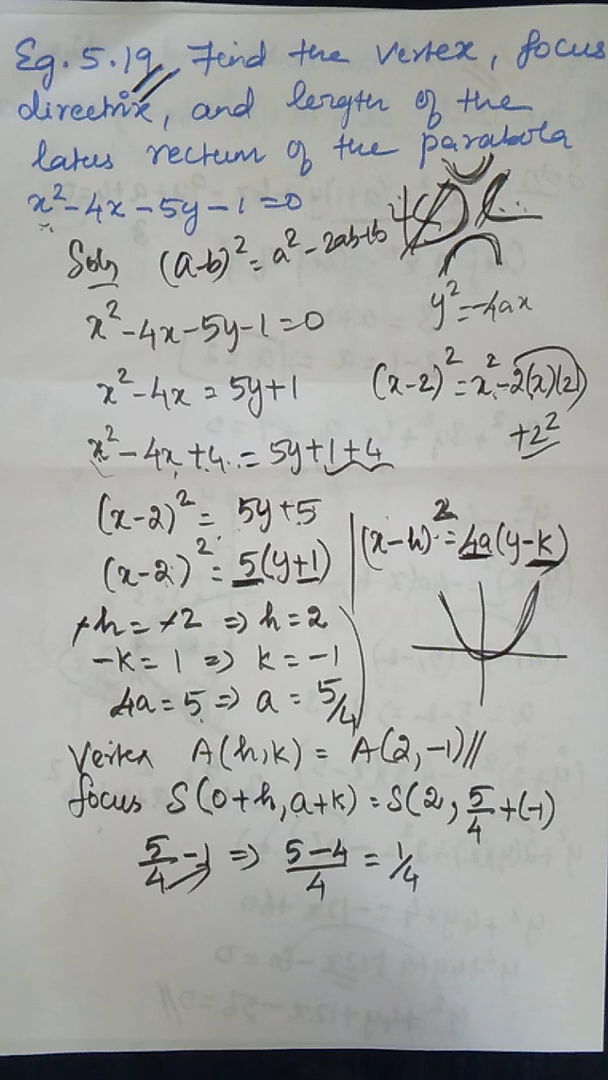 Eg. 5.19 Find the vertex, focus
directrix, and length of the
latus rectum of the parabola
x² - 4x - 5y - 1 = 0
Soln (a-b)² = a² - 2ab + b
y² = -4ax
x² - 4x - 5y - 1 = 0
x² - 4x = 5y + 1
(x-2)² = x² - 2(x)(2)
+2²
x² - 4x + 4 = 5y + 1 + 4
(x-2)² = 5y + 5
(x-h)² = 4a(y-k)
(x-2)² = 5(y+1)
+h = +2 => h = 2
-k = 1 => k = -1
4a = 5 => a = 5/4
Vertex A(h,k) = A(2,-1)//
focus S(0+h, a+k) = S(2, 5/4 + (-1)
5/4 - 1 => 5-4/4 = 1/4